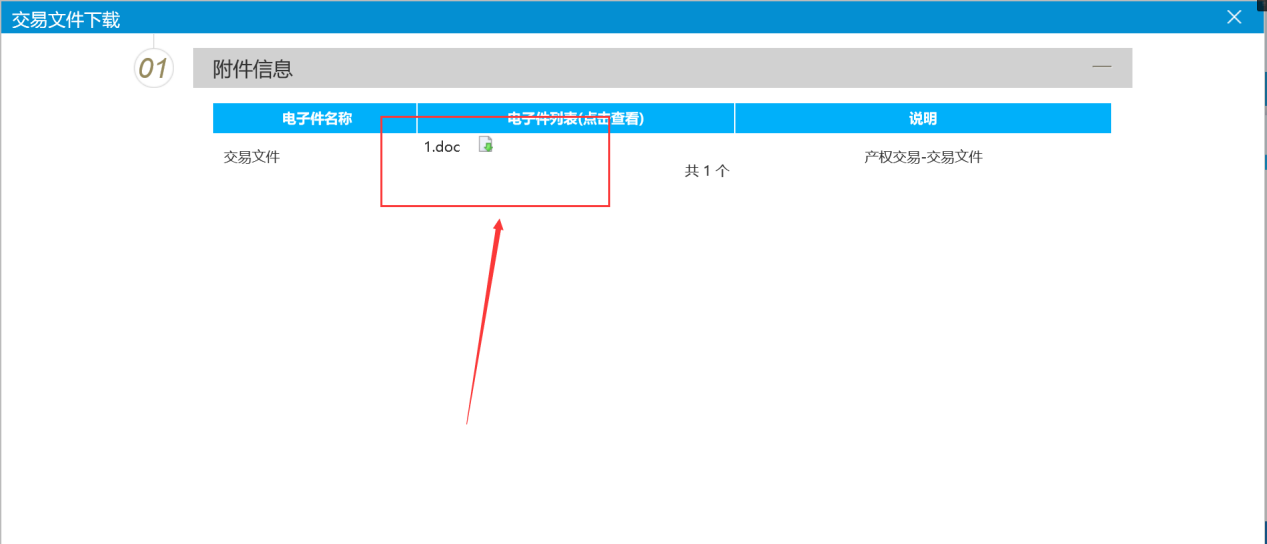 交易文件下载
01
附件信息
电子件名称 电子件列表(点击查看) 说明
交易文件 1.doc 共 1 个 产权交易-交易文件